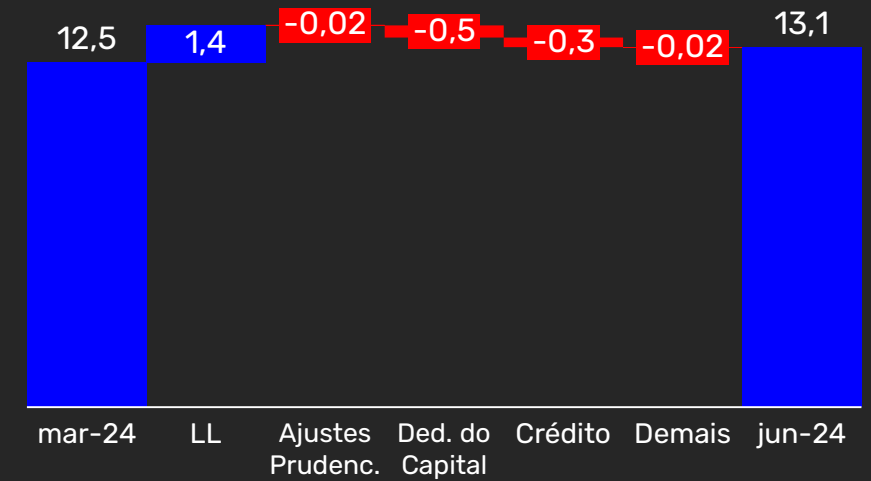 12,5
1,4
-0,02
-0,5
-0,3
-0,02
13,1
mar-24
LL
Ajustes
Prudenc.
Ded. do
Capital
Crédito
Demais
jun-24